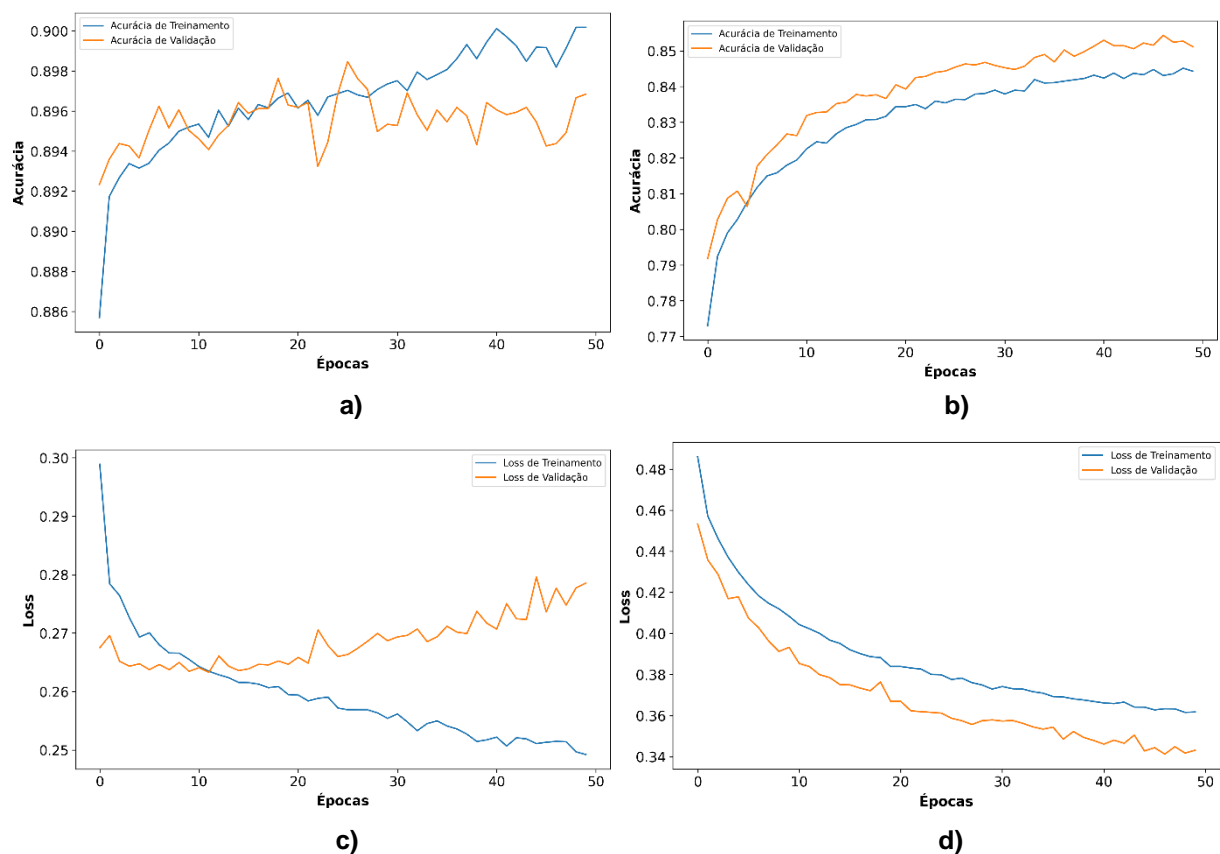 Acurácia de Treinamento
Acurácia de Validação
0.900
0.898
0.896
0.894
0.892
0.890
0.888
0.886
Acurácia
0 10 20 30 40 50
Épocas
a)
Acurácia de Treinamento
Acurácia de Validação
0.85
0.84
0.83
0.82
0.81
0.80
0.79
0.78
0.77
Acurácia
0 10 20 30 40 50
Épocas
b)
Loss de Treinamento
Loss de Validação
0.30
0.29
0.28
0.27
0.26
0.25
Loss
0 10 20 30 40 50
Épocas
c)
Loss de Treinamento
Loss de Validação
0.48
0.46
0.44
0.42
0.40
0.38
0.36
0.34
Loss
0 10 20 30 40 50
Épocas
d)